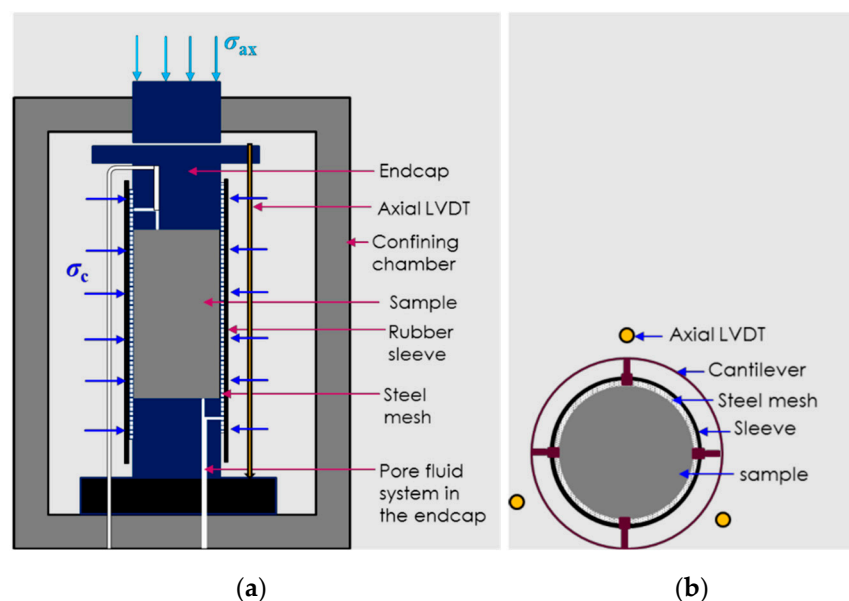 σax
Endcap
Axial LVDT
Confining
chamber
σc
Sample
Rubber
sleeve
Steel
mesh
Pore fluid
system in
the endcap
Axial LVDT
Cantilever
Steel mesh
Sleeve
sample
(a)
(b)